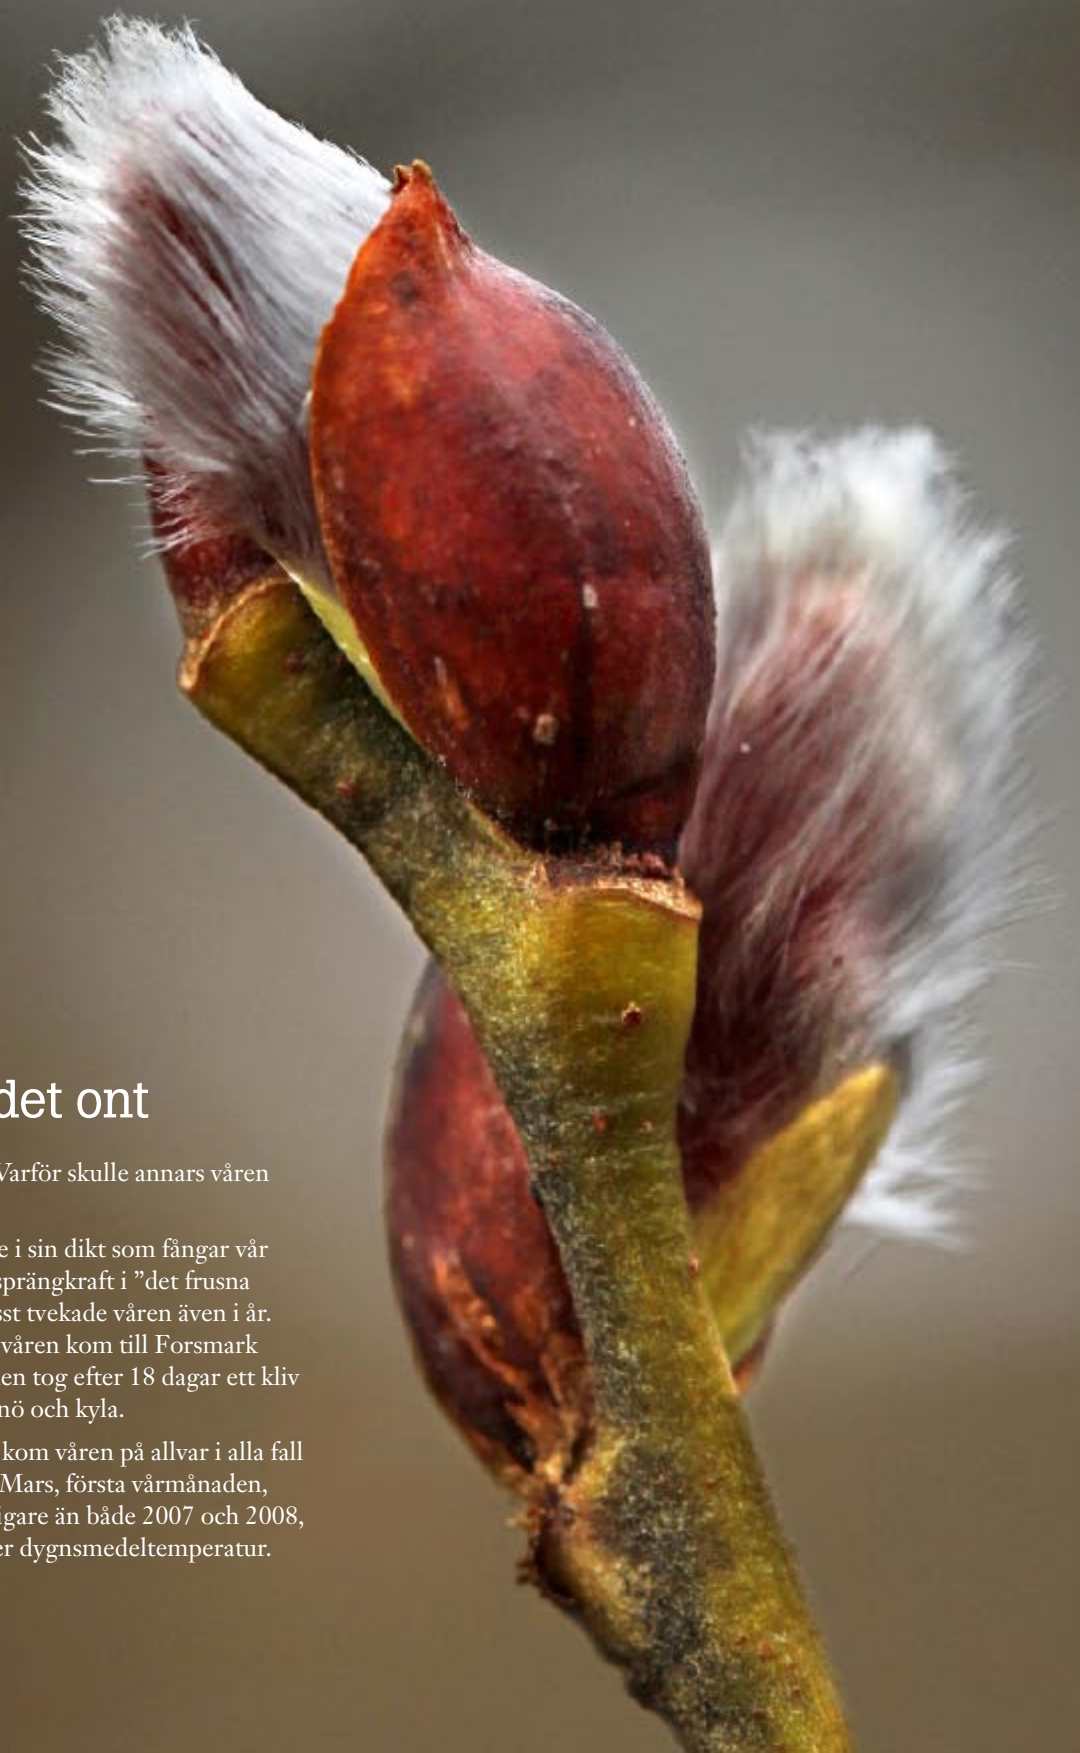 det ont
Varför skulle annars våren
e i sin dikt som fångar vår
sprängkraft i ”det frusna
sst tvekade våren även i år.
våren kom till Forsmark
en tog efter 18 dagar ett kliv
nö och kyla.
kom våren på allvar i alla fall
Mars, första vårmånaden,
igare än både 2007 och 2008,
er dygnsmedeltemperatur.